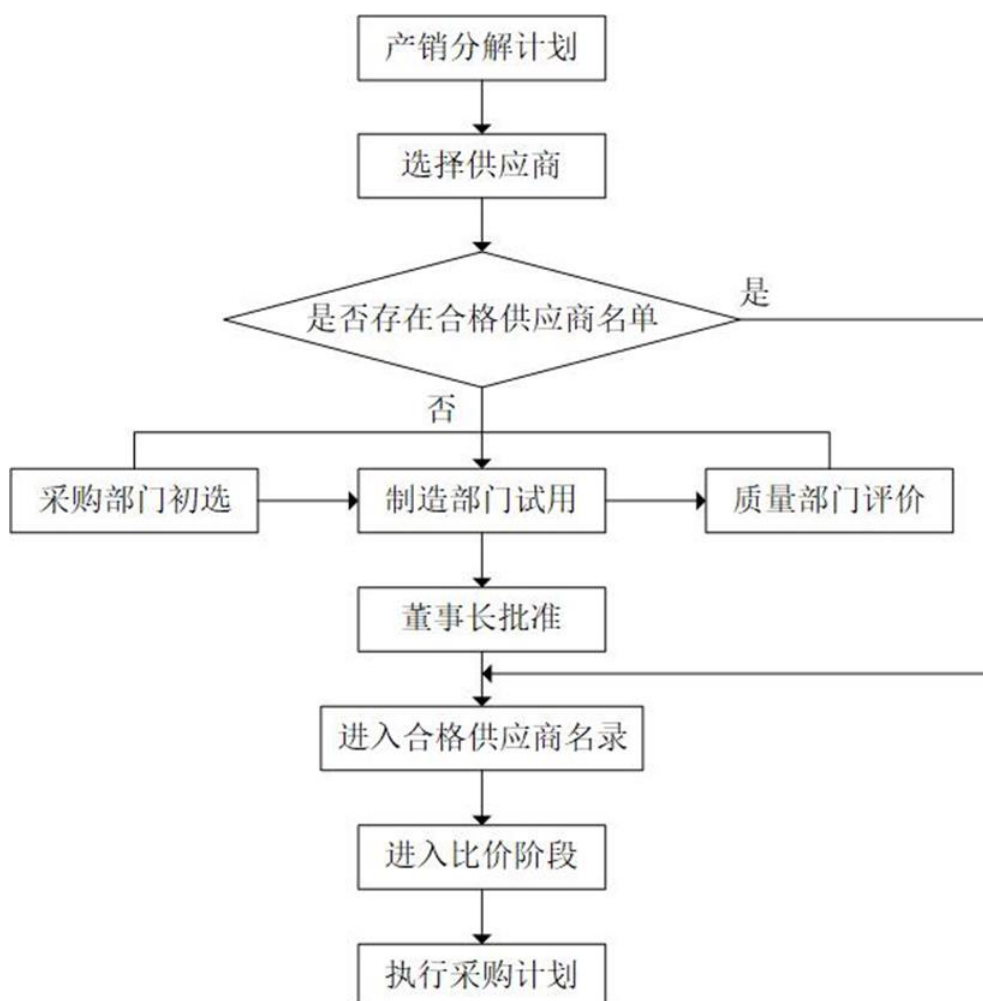 产销分解计划
选择供应商
是否存在合格供应商名单
是
否
采购部门初选
制造部门试用
质量部门评价
董事长批准
进入合格供应商名录
进入比价阶段
执行采购计划